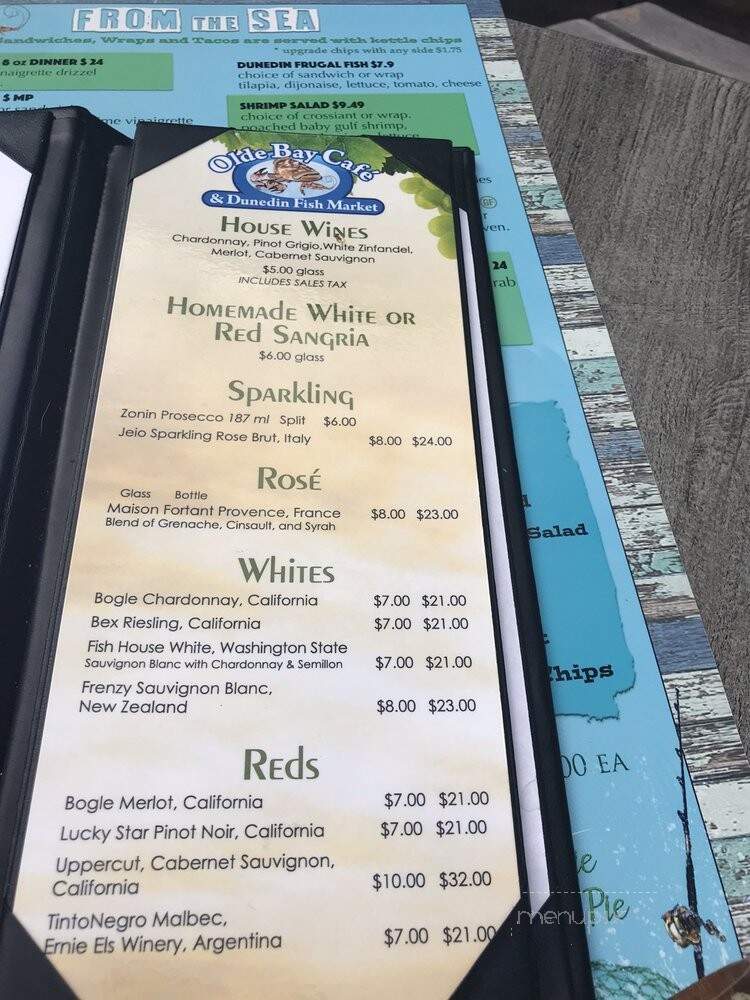 FROM THE SEA
Sandwiches, Wraps and Tacos are served with kettle chips
* upgrade chips with any side $1.75
8 oz DINNER $ 24
naigrette drizzel
$ MP
me vinaigrette
DUNEDIN FRUGAL FISH $7.9
choice of sandwich or wrap
tilapia, dijonaise, lettuce, tomato, cheese
SHRIMP SALAD $9.49
choice of crossiant or wrap.
poached baby gulf shrimp,
lettuce
GF
ven.
24
rab
Salad
Chips
00 EA
Pie
Olde Bay Café
& Dunedin Fish Market
HOUSE WINES
Chardonnay, Pinot Grigio, White Zinfandel,
Merlot, Cabernet Sauvignon
$5.00 glass
INCLUDES SALES TAX
HOMEMADE WHITE OR
RED SANGRIA
$6.00 glass
SPARKLING
Zonin Prosecco 187 ml Split $6.00
Jeio Sparkling Rose Brut, Italy $8.00 $24.00
ROSÉ
Glass Bottle
Maison Fortant Provence, France $8.00 $23.00
Blend of Grenache, Cinsault, and Syrah
WHITES
Bogle Chardonnay, California $7.00 $21.00
Bex Riesling, California $7.00 $21.00
Fish House White, Washington State
Sauvignon Blanc with Chardonnay & Semillon $7.00 $21.00
Frenzy Sauvignon Blanc,
New Zealand $8.00 $23.00
REDS
Bogle Merlot, California $7.00 $21.00
Lucky Star Pinot Noir, California $7.00 $21.00
Uppercut, Cabernet Sauvignon,
California $10.00 $32.00
TintoNegro Malbec,
Ernie Els Winery, Argentina $7.00 $21.00
menu